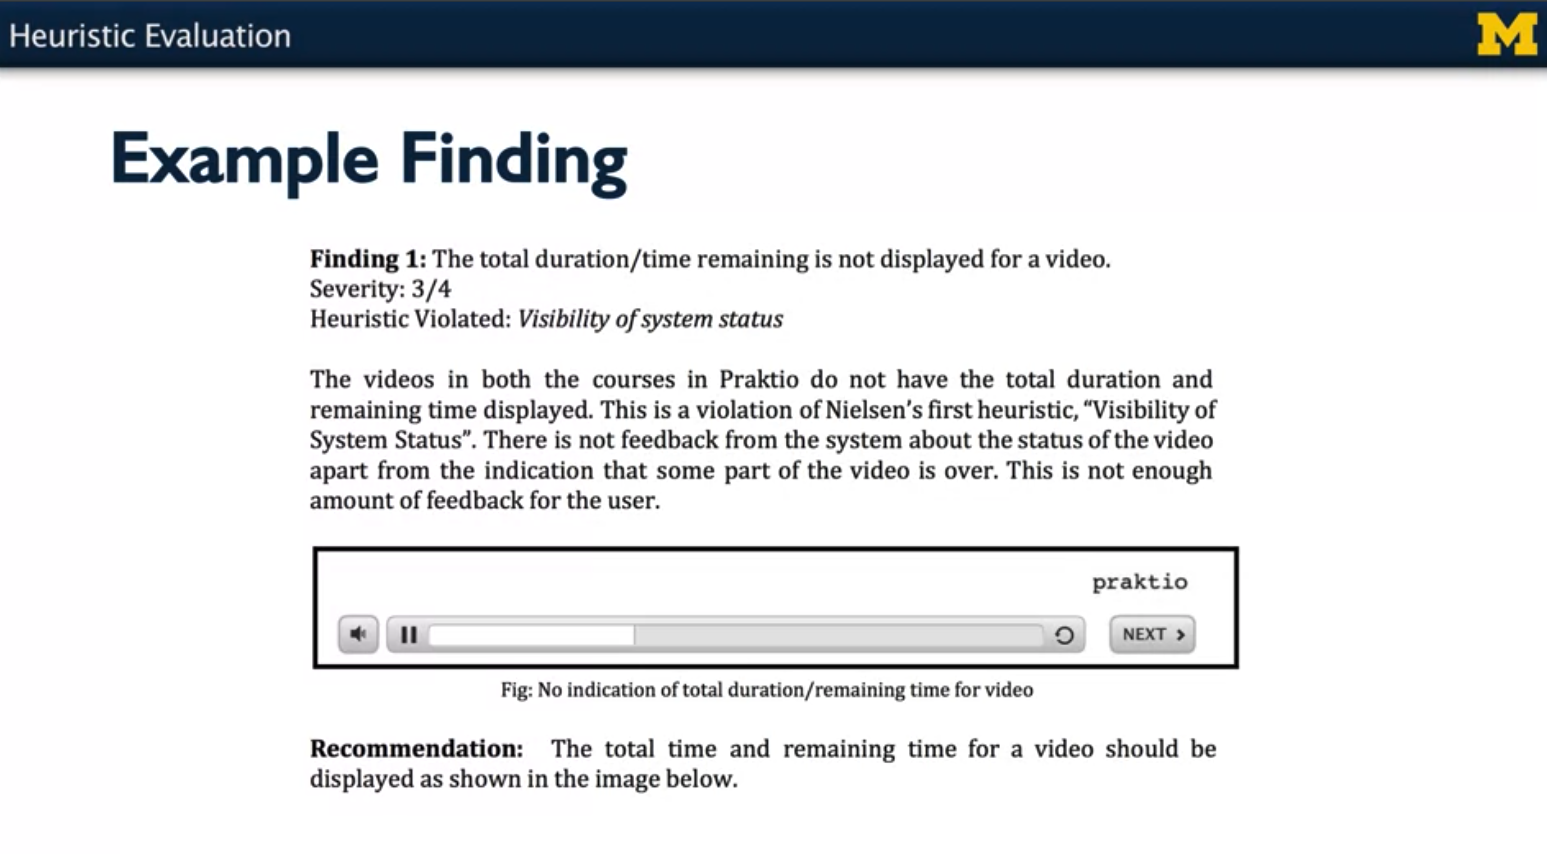 Heuristic Evaluation
M
Example Finding
Finding 1: The total duration/time remaining is not displayed for a video.
Severity: 3/4
Heuristic Violated: Visibility of system status
The videos in both the courses in Praktio do not have the total duration and
remaining time displayed. This is a violation of Nielsen’s first heuristic, “Visibility of
System Status”. There is not feedback from the system about the status of the video
apart from the indication that some part of the video is over. This is not enough
amount of feedback for the user.
praktio
NEXT >
Fig: No indication of total duration/remaining time for video
Recommendation: The total time and remaining time for a video should be
displayed as shown in the image below.